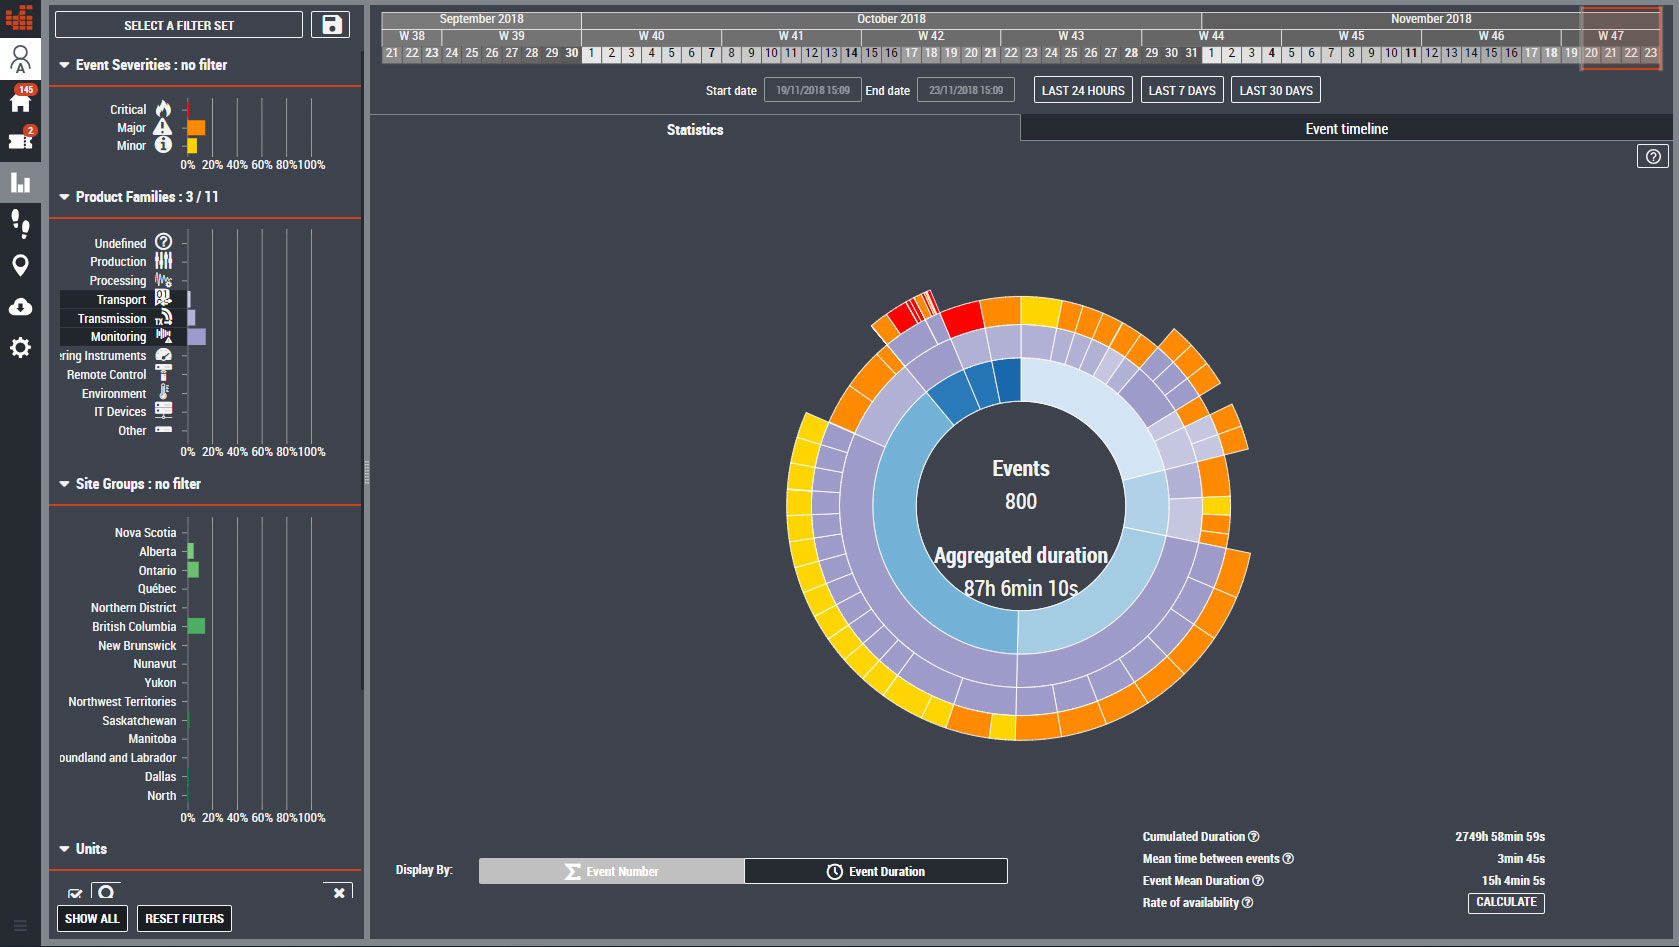 SELECT A FILTER SET
September 2018 October 2018 November 2018
W 38 W 39 W 40 W 41 W 42 W 43 W 44 W 45 W 46 W 47
21 22 23 24 25 26 27 28 29 30 1 2 3 4 5 6 7 8 9 10 11 12 13 14 15 16 17 18 19 20 21 22 23 24 25 26 27 28 29 30 31 1 2 3 4 5 6 7 8 9 10 11 12 13 14 15 16 17 18 19 20 21 22 23
Start date 19/11/2018 15:09 End date 23/11/2018 15:09 LAST 24 HOURS LAST 7 DAYS LAST 30 DAYS
Statistics Event timeline
A
145
2
Event Severities : no filter
Critical
Major
Minor
0% 20% 40% 60% 80% 100%
Product Families : 3 / 11
Undefined
Production
Processing
Transport
Transmission
Monitoring
ering Instruments
Remote Control
Environment
IT Devices
Other
0% 20% 40% 60% 80% 100%
Site Groups : no filter
Nova Scotia
Alberta
Ontario
Québec
Northern District
British Columbia
New Brunswick
Nunavut
Yukon
Northwest Territories
Saskatchewan
Manitoba
oundland and Labrador
Dallas
North
0% 20% 40% 60% 80% 100%
Units
SHOW ALL RESET FILTERS
Events
800
Aggregated duration
87h 6min 10s
Display By: Event Number Event Duration
Cumulated Duration 2749h 58min 59s
Mean time between events 3min 45s
Event Mean Duration 15h 4min 5s
Rate of availability CALCULATE